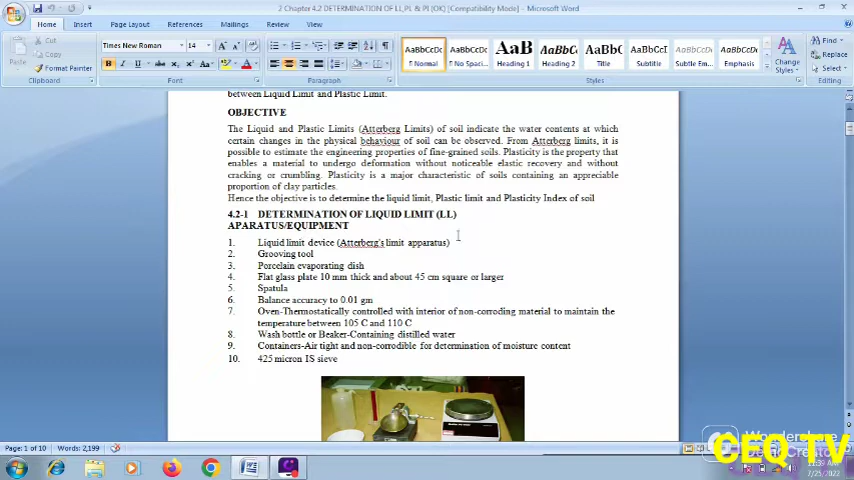 2 Chapter 4.2 DETERMINATION OF LL,PL & PI [OK] [Compatibility Mode] - Microsoft Word
Home Insert Page Layout References Mailings Review View
Cut
Copy
Paste
Format Painter
Clipboard
Times New Roman 14
Font
Paragraph
AaBbCcDc AaBbCcDc AaB AaBbCc AaBbCc AaBbCcI AaBbCcDc AaBbCcDc
¶ Normal ¶ No Spaci... Heading 1 Heading 2 Title Subtitle Subtle Em... Emphasis
Change Styles
Styles
Find
Replace
Select
Editing
between Liquid Limit and Plastic Limit.
OBJECTIVE
The Liquid and Plastic Limits (Atterberg Limits) of soil indicate the water contents at which
certain changes in the physical behaviour of soil can be observed. From Atterberg limits, it is
possible to estimate the engineering properties of fine-grained soils. Plasticity is the property that
enables a material to undergo deformation without noticeable elastic recovery and without
cracking or crumbling. Plasticity is a major characteristic of soils containing an appreciable
proportion of clay particles.
Hence the objective is to determine the liquid limit, Plastic limit and Plasticity Index of soil
4.2-1 DETERMINATION OF LIQUID LIMIT (LL)
APARATUS/EQUIPMENT
1. Liquid limit device (Atterberg's limit apparatus)
2. Grooving tool
3. Porcelain evaporating dish
4. Flat glass plate 10 mm thick and about 45 cm square or larger
5. Spatula
6. Balance accuracy to 0.01 gm
7. Oven-Thermostatically controlled with interior of non-corroding material to maintain the
temperature between 105 C and 110 C
8. Wash bottle or Beaker-Containing distilled water
9. Containers-Air tight and non-corrodible for determination of moisture content
10. 425 micron IS sieve
Page: 1 of 10 Words: 2,199
Wondershare
CEQ TV
11:39 AM
7/25/2022